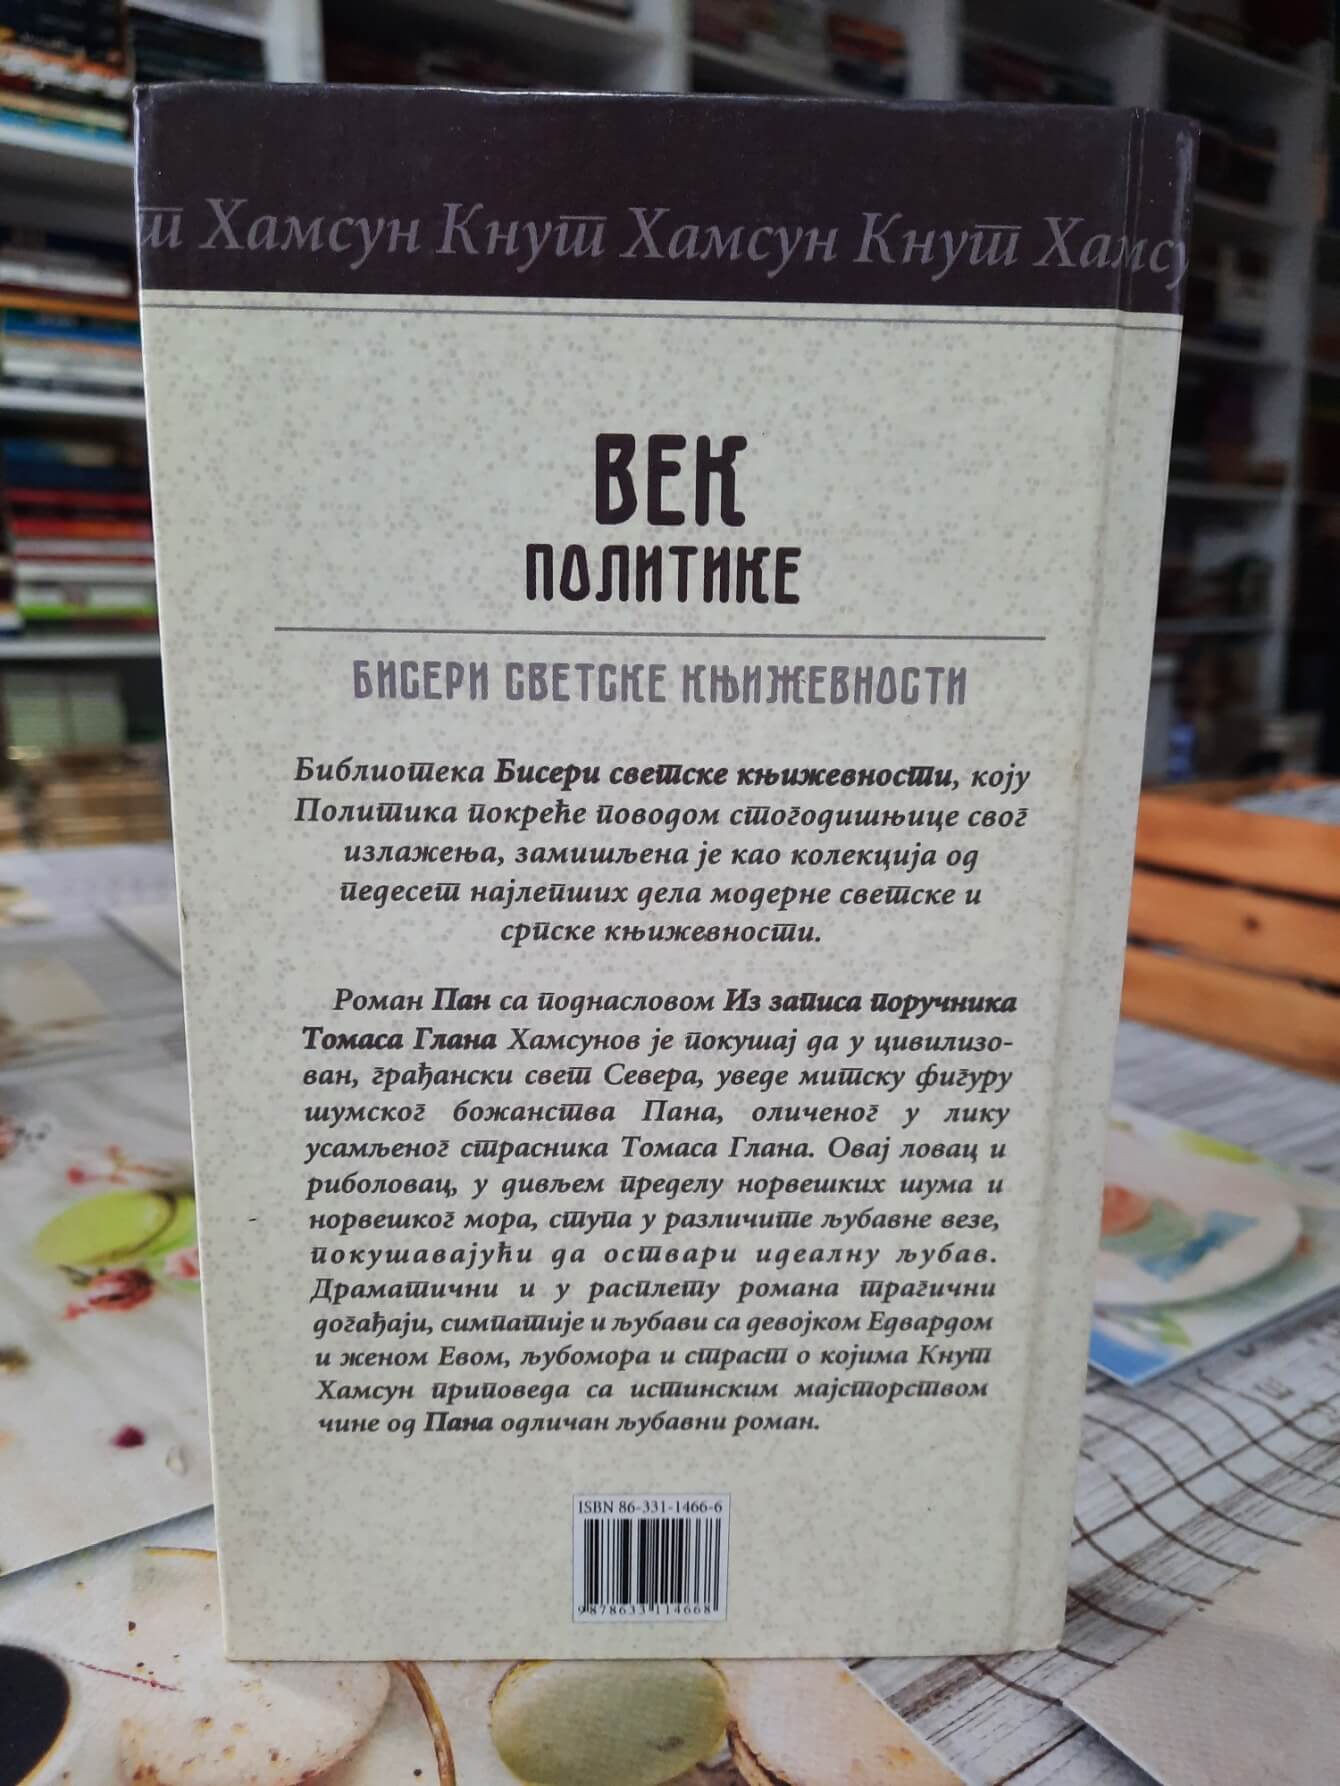 т Хамсун Кнут Хамсун Кнут Хамсу
ВЕК
ПОЛИТИКЕ
БИСЕРИ СВЕТСКЕ КЊИЖЕВНОСТИ
Библиотека Бисери светске књижевности, коју
Политика покреће поводом стогодишњице свог
излажења, замишљена је као колекција од
педесет најлепших дела модерне светске и
српске књижевности.
Роман Пан са поднасловом Из записа поручника
Томаса Глана Хамсунов је покушај да у цивилизо-
ван, грађански свет Севера, уведе митску фигуру
шумског божанства Пана, оличеног у лику
усамљеног страсника Томаса Глана. Овај ловац и
риболовац, у дивљем пределу норвешких шума и
норвешког мора, ступа у различите љубавне везе,
покушавајући да оствари идеалну љубав.
Драматични и у расплету романа трагични
догађаји, симпатије и љубави са девојком Едвардом
и женом Евом, љубомора и страст о којима Кнут
Хамсун приповеда са истинским мајсторством
чине од Пана одличан љубавни роман.
ISBN 86-331-1466-6
9 788633 114668